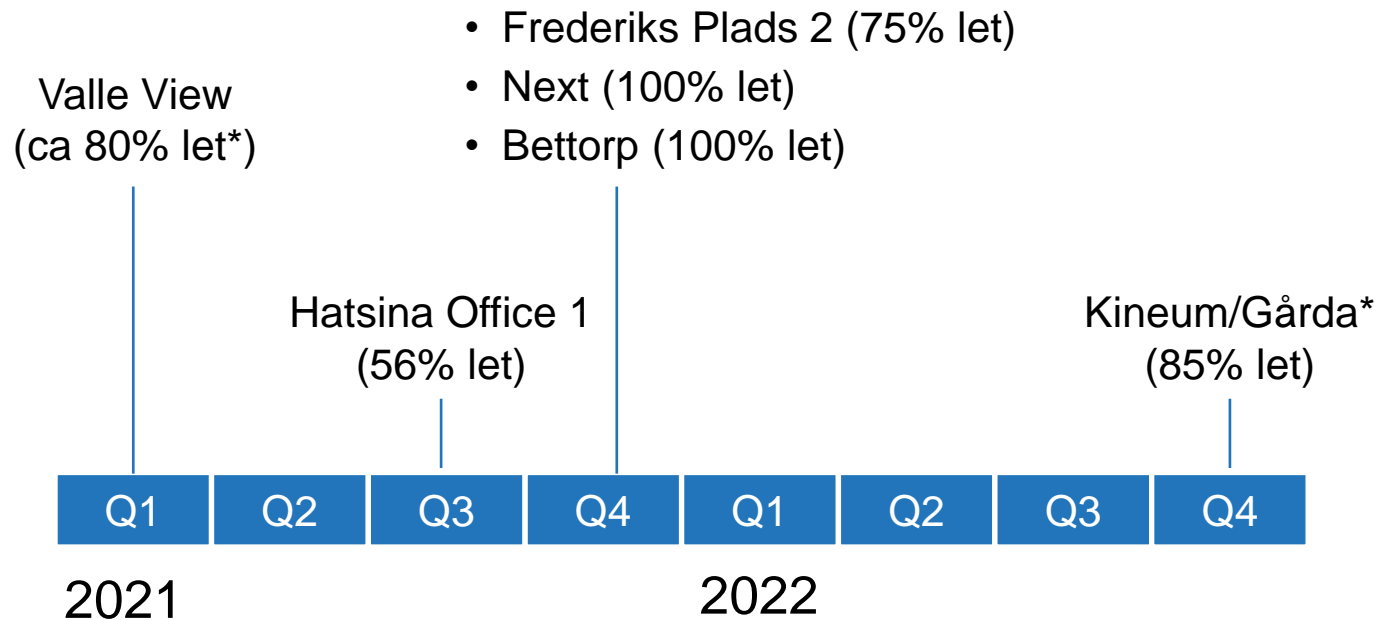 • Frederiks Plads 2 (75% let)
• Next (100% let)
• Bettorp (100% let)
Valle View
(ca 80% let*)
Hatsina Office 1
(56% let)
Kineum/Gårda*
(85% let)
Q1 Q2 Q3 Q4 Q1 Q2 Q3 Q4
2021 2022